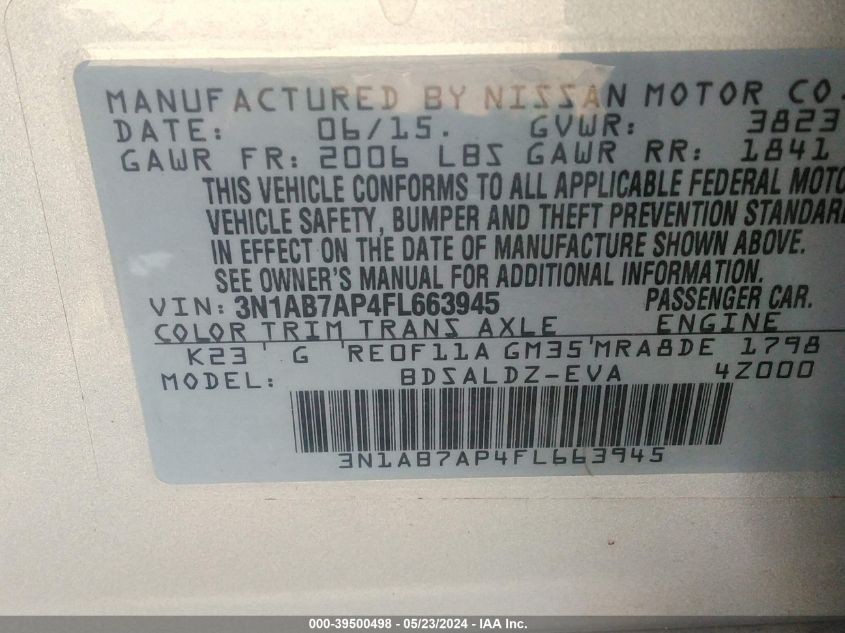 MANUFACTURED BY NISSAN MOTOR CO.
DATE: 06/15. GVWR: 3823
GAWR FR: 2006 LBS GAWR RR: 1841
THIS VEHICLE CONFORMS TO ALL APPLICABLE FEDERAL MOTO
VEHICLE SAFETY, BUMPER AND THEFT PREVENTION STANDAR
IN EFFECT ON THE DATE OF MANUFACTURE SHOWN ABOVE.
SEE OWNER'S MANUAL FOR ADDITIONAL INFORMATION.
VIN: 3N1AB7AP4FL663945 PASSENGER CAR.
COLOR TRIM TRANS AXLE ENGINE
K23 ' G ' RE0F11A GM35 ' MRA8DE 1798
MODEL: BDSALDZ-EVA 4Z000
3N1AB7AP4FL663945
000-39500498 - 05/23/2024 - IAA Inc.